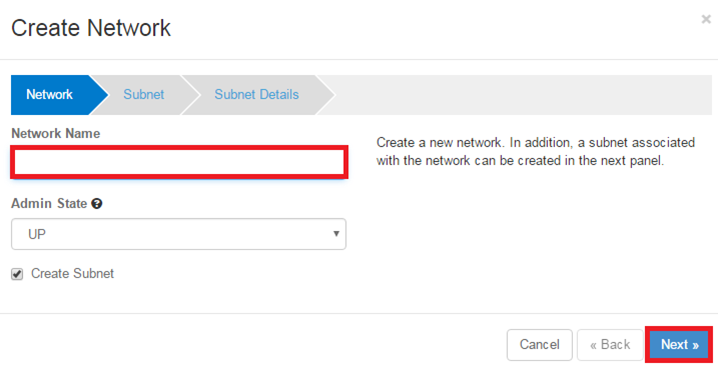 Create Network
×
Network
Subnet
Subnet Details
Network Name
Create a new network. In addition, a subnet associated
with the network can be created in the next panel.
Admin State ?
UP
Create Subnet
Cancel
« Back
Next »